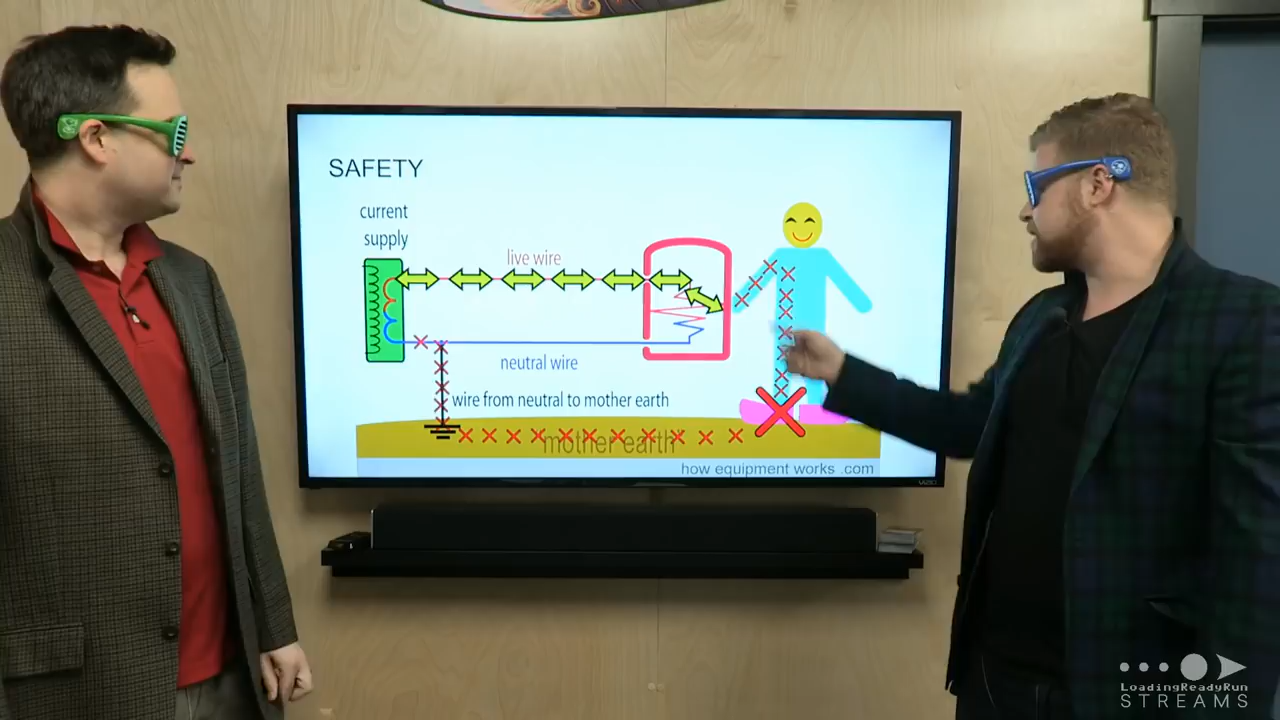 SAFETY
current
supply
live wire
neutral wire
wire from neutral to mother earth
mother earth
how equipment works .com
VIZIO
LoadingReadyRun
STREAMS